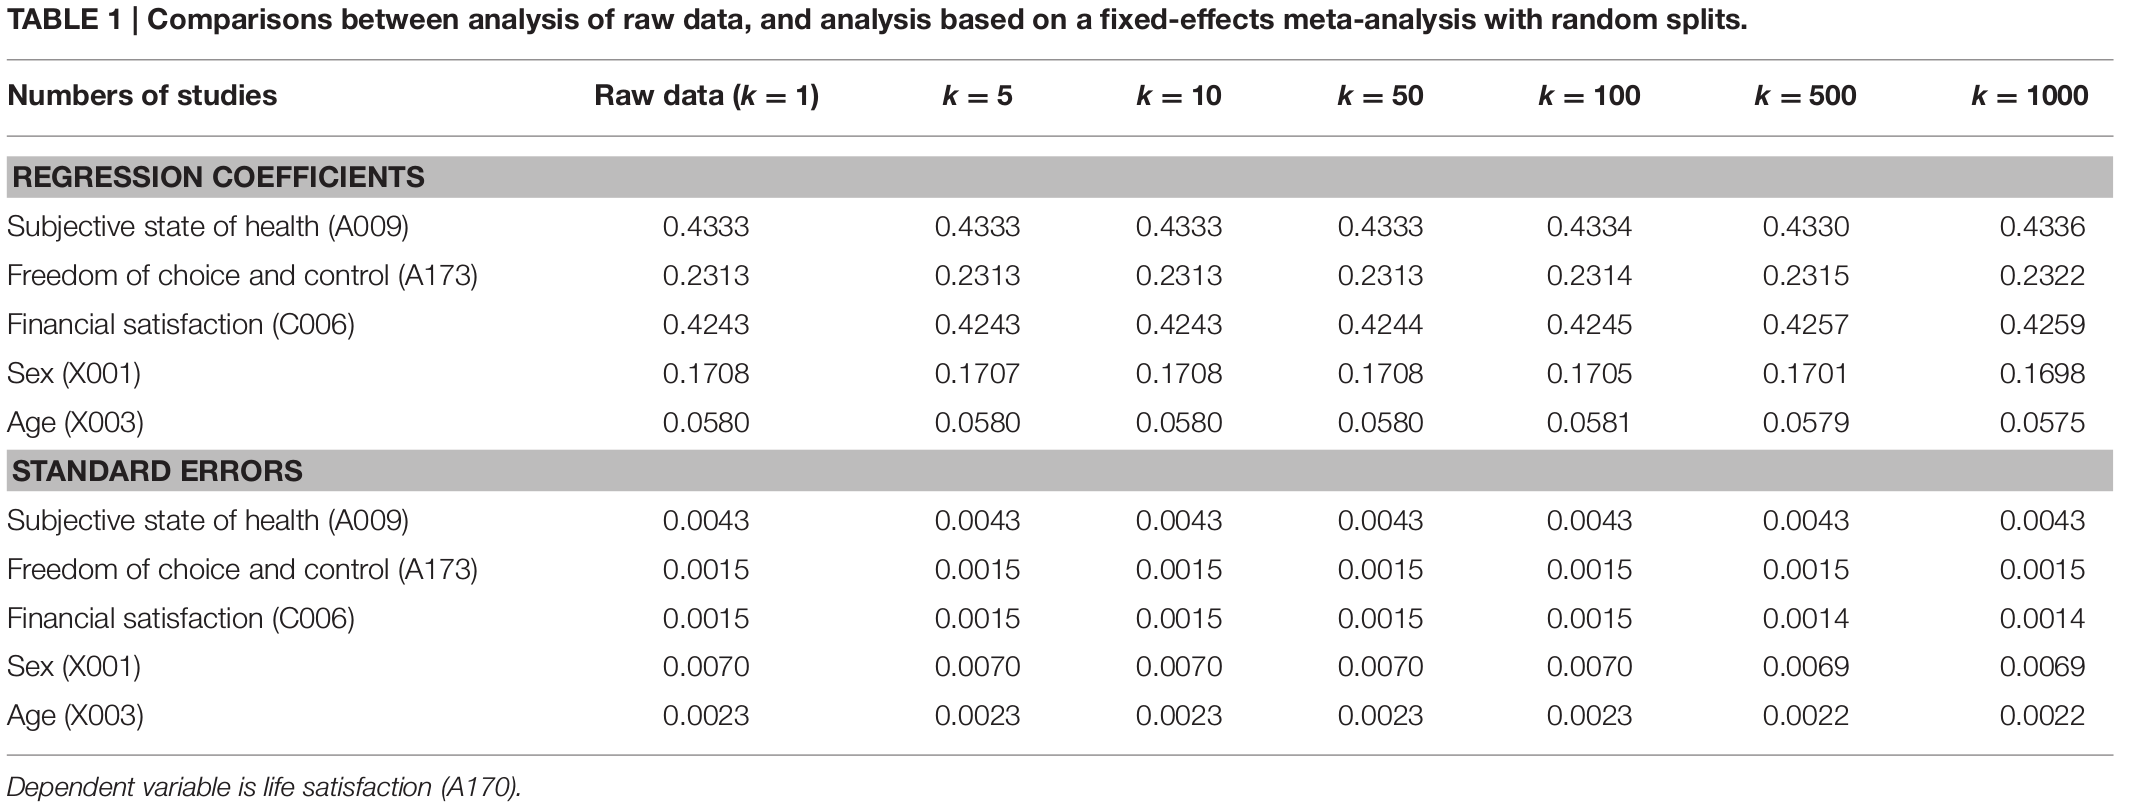 TABLE 1 | Comparisons between analysis of raw data, and analysis based on a fixed-effects meta-analysis with random splits.
Numbers of studies Raw data (k = 1) k = 5 k = 10 k = 50 k = 100 k = 500 k = 1000
REGRESSION COEFFICIENTS
Subjective state of health (A009) 0.4333 0.4333 0.4333 0.4333 0.4334 0.4330 0.4336
Freedom of choice and control (A173) 0.2313 0.2313 0.2313 0.2313 0.2314 0.2315 0.2322
Financial satisfaction (C006) 0.4243 0.4243 0.4243 0.4244 0.4245 0.4257 0.4259
Sex (X001) 0.1708 0.1707 0.1708 0.1708 0.1705 0.1701 0.1698
Age (X003) 0.0580 0.0580 0.0580 0.0580 0.0581 0.0579 0.0575
STANDARD ERRORS
Subjective state of health (A009) 0.0043 0.0043 0.0043 0.0043 0.0043 0.0043 0.0043
Freedom of choice and control (A173) 0.0015 0.0015 0.0015 0.0015 0.0015 0.0015 0.0015
Financial satisfaction (C006) 0.0015 0.0015 0.0015 0.0015 0.0015 0.0014 0.0014
Sex (X001) 0.0070 0.0070 0.0070 0.0070 0.0070 0.0069 0.0069
Age (X003) 0.0023 0.0023 0.0023 0.0023 0.0023 0.0022 0.0022
Dependent variable is life satisfaction (A170).